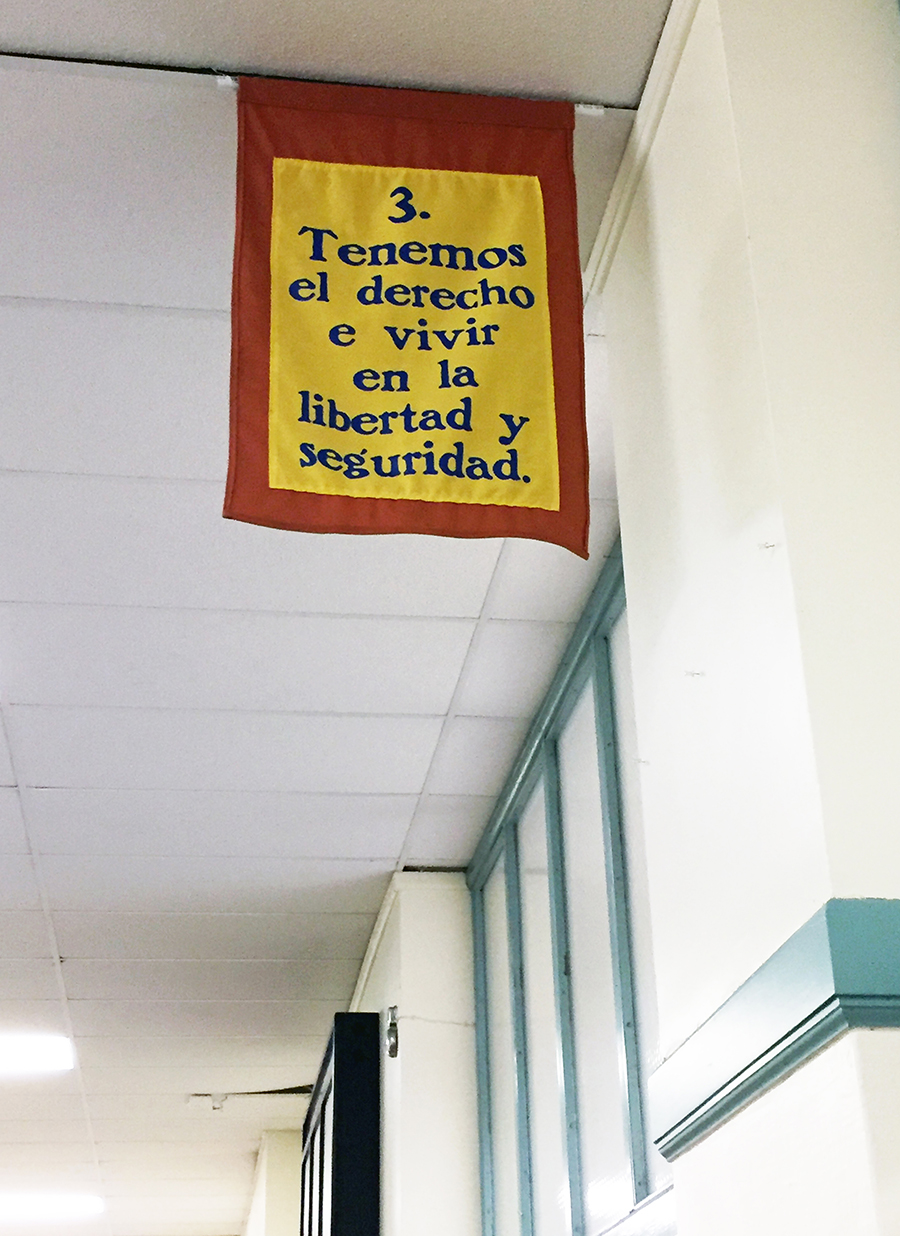 3.
Tenemos
el derecho
e vivir
en la
libertad y
seguridad.